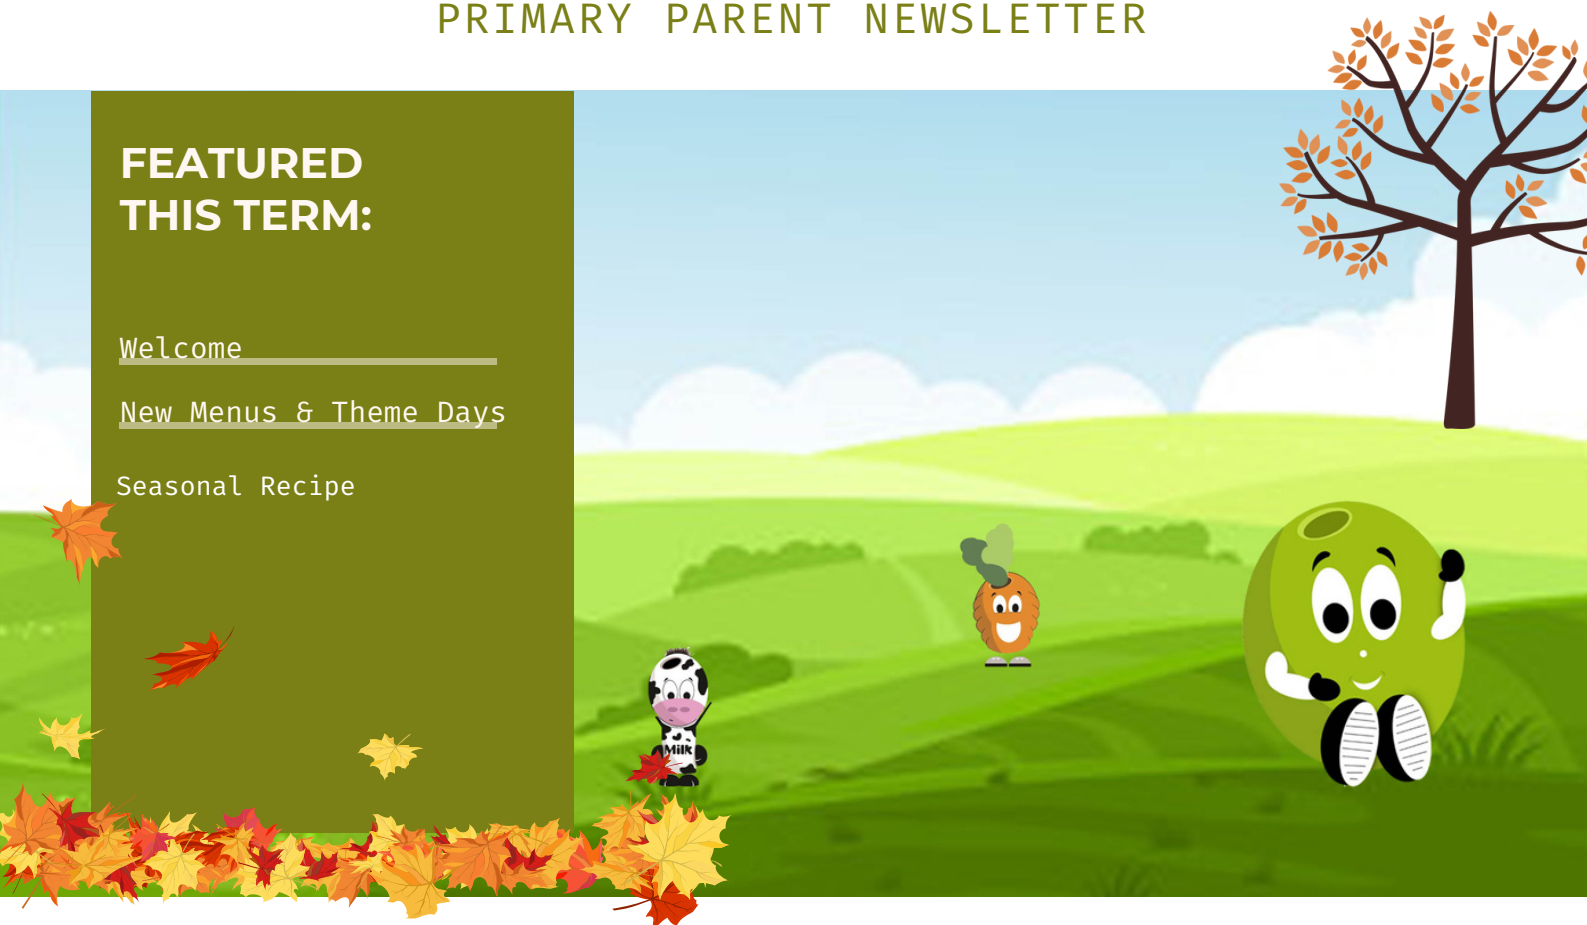 PRIMARY PARENT NEWSLETTER
FEATURED
THIS TERM:
Welcome
New Menus & Theme Days
Seasonal Recipe
Milk